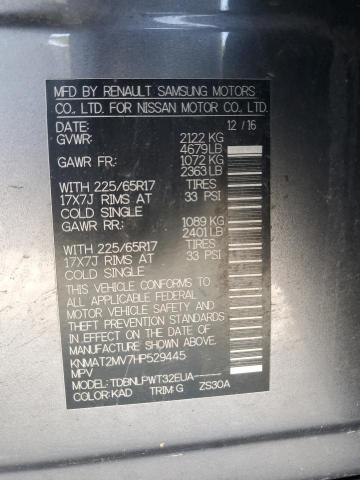 MFD BY RENAULT SAMSUNG MOTORS
CO., LTD. FOR NISSAN MOTOR CO., LTD.
DATE: 12 / 16
GVWR: 2122 KG
4679LB
GAWR FR: 1072 KG
2363LB
WITH 225/65R17 TIRES
17X7J RIMS AT 33 PSI
COLD SINGLE
GAWR RR: 1089 KG
2401LB
WITH 225/65R17 TIRES
17X7J RIMS AT 33 PSI
COLD SINGLE
THIS VEHICLE CONFORMS TO
ALL APPLICABLE FEDERAL
MOTOR VEHICLE SAFETY, BUMPER, AND
THEFT PREVENTION STANDARDS
IN EFFECT ON THE DATE OF
MANUFACTURE SHOWN ABOVE.
KNMAT2MV7HP529445
MPV
MODEL: TDBNLPWT32EUA-----
COLOR: KAD TRIM: G ZS30A